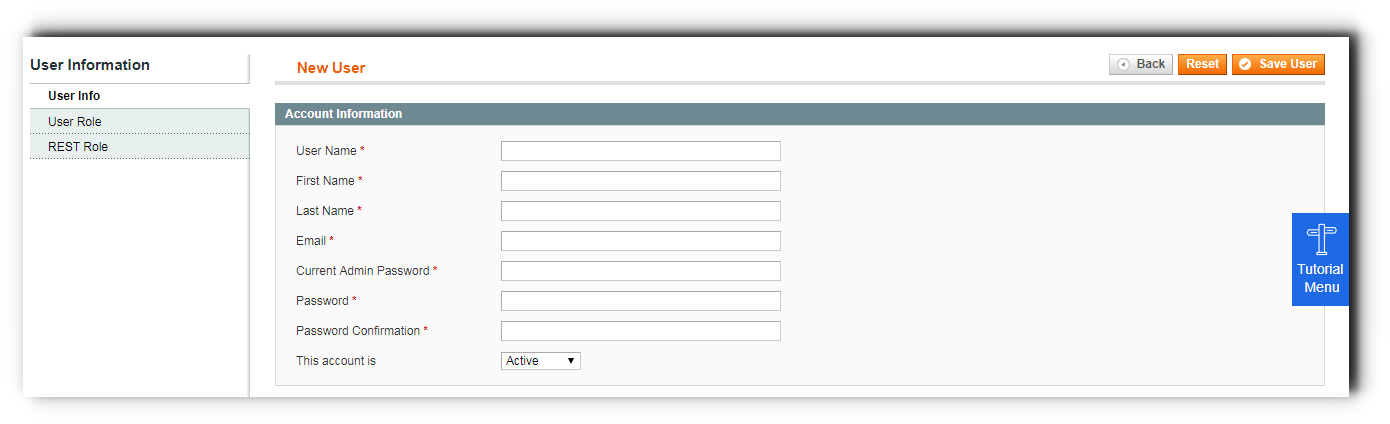 User Information
User Info
User Role
REST Role
New User
Back
Reset
Save User
Account Information
User Name *
First Name *
Last Name *
Email *
Current Admin Password *
Password *
Password Confirmation *
This account is
Active
Tutorial
Menu